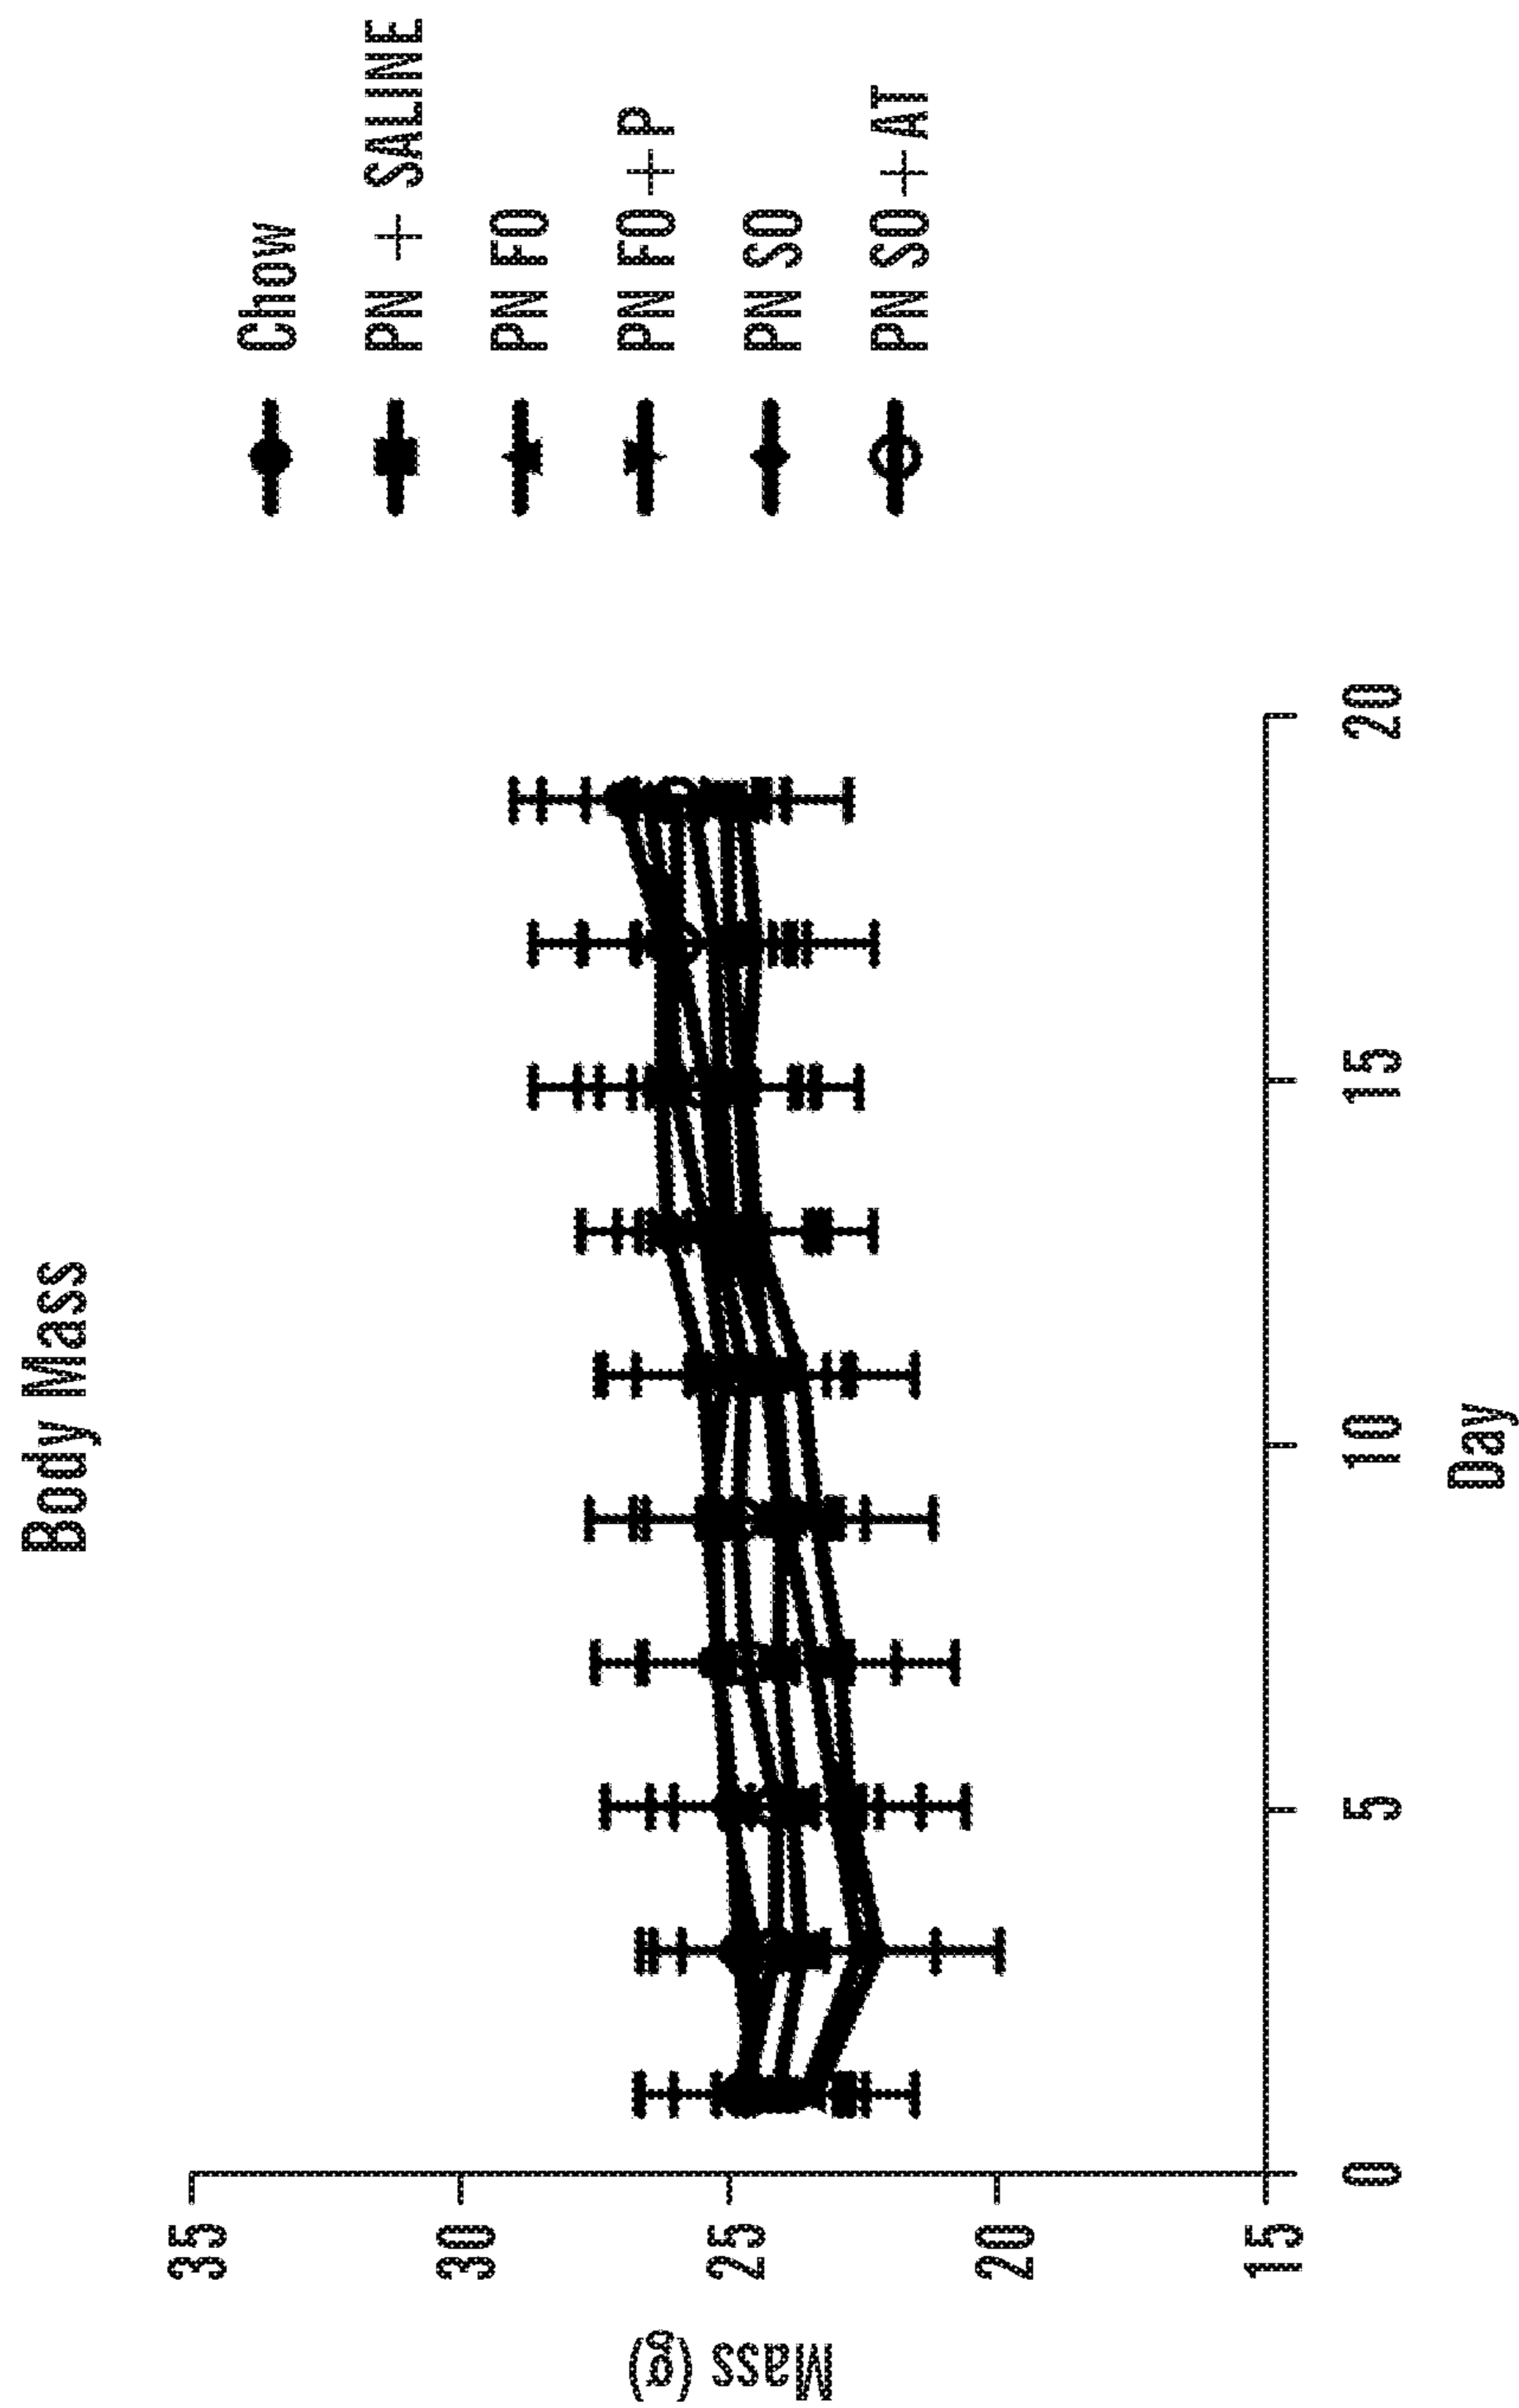 Body Mass
Mass (g)
35
30
25
20
15
0
5
10
15
20
Day
Chow
PN + SALINE
PN FO
PN FO+P
PN SO
PN SO+AT